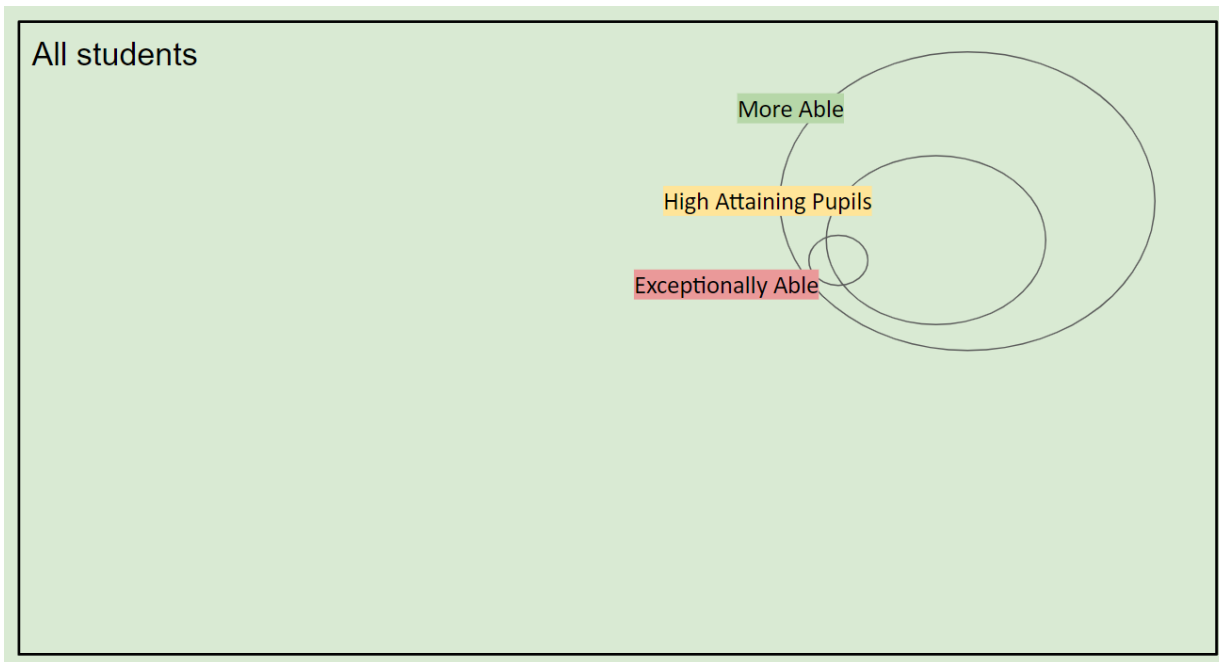 All students
More Able
High Attaining Pupils
Exceptionally Able